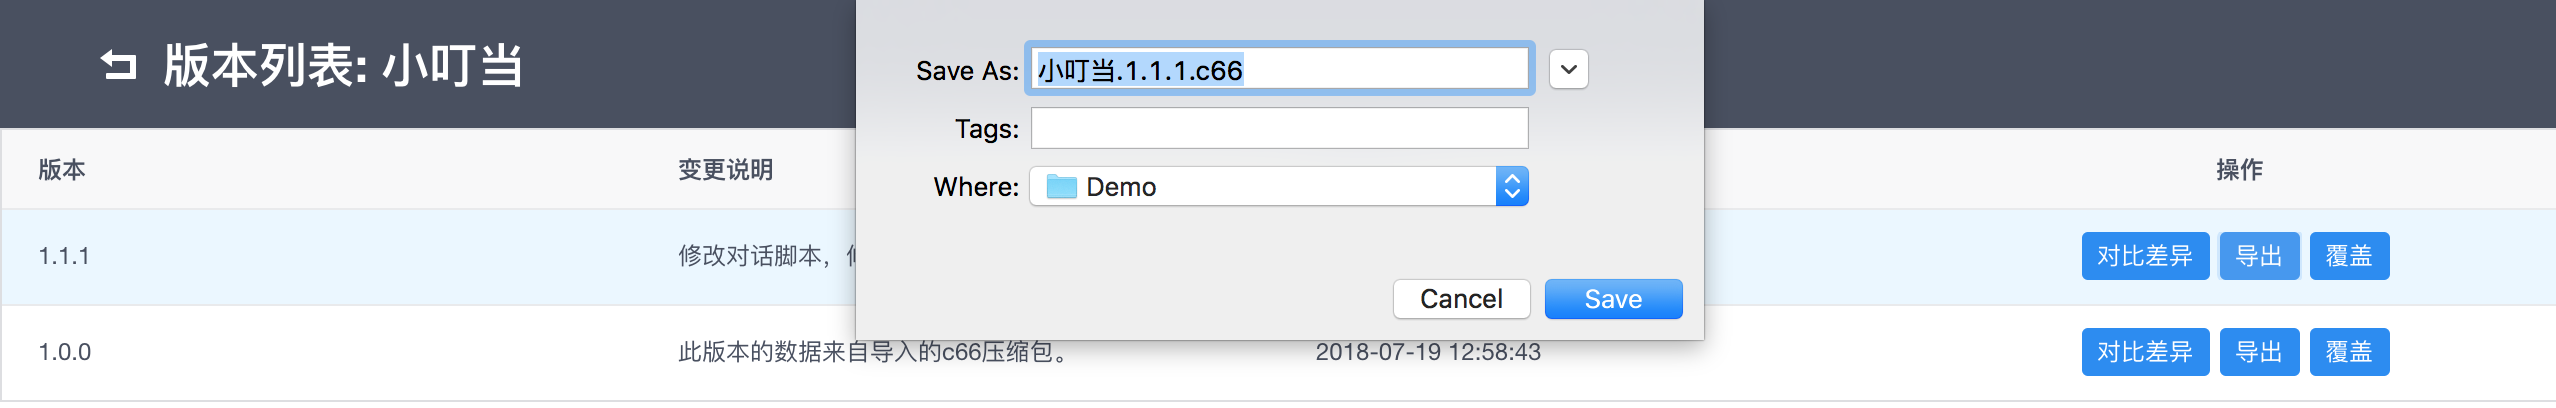 版本列表: 小叮当
Save As: 小叮当.1.1.1.c66
Tags:
Where: Demo
Cancel Save
版本 变更说明 操作
1.1.1 修改对话脚本， 对比差异 导出 覆盖
1.0.0 此版本的数据来自导入的c66压缩包。 2018-07-19 12:58:43 对比差异 导出 覆盖